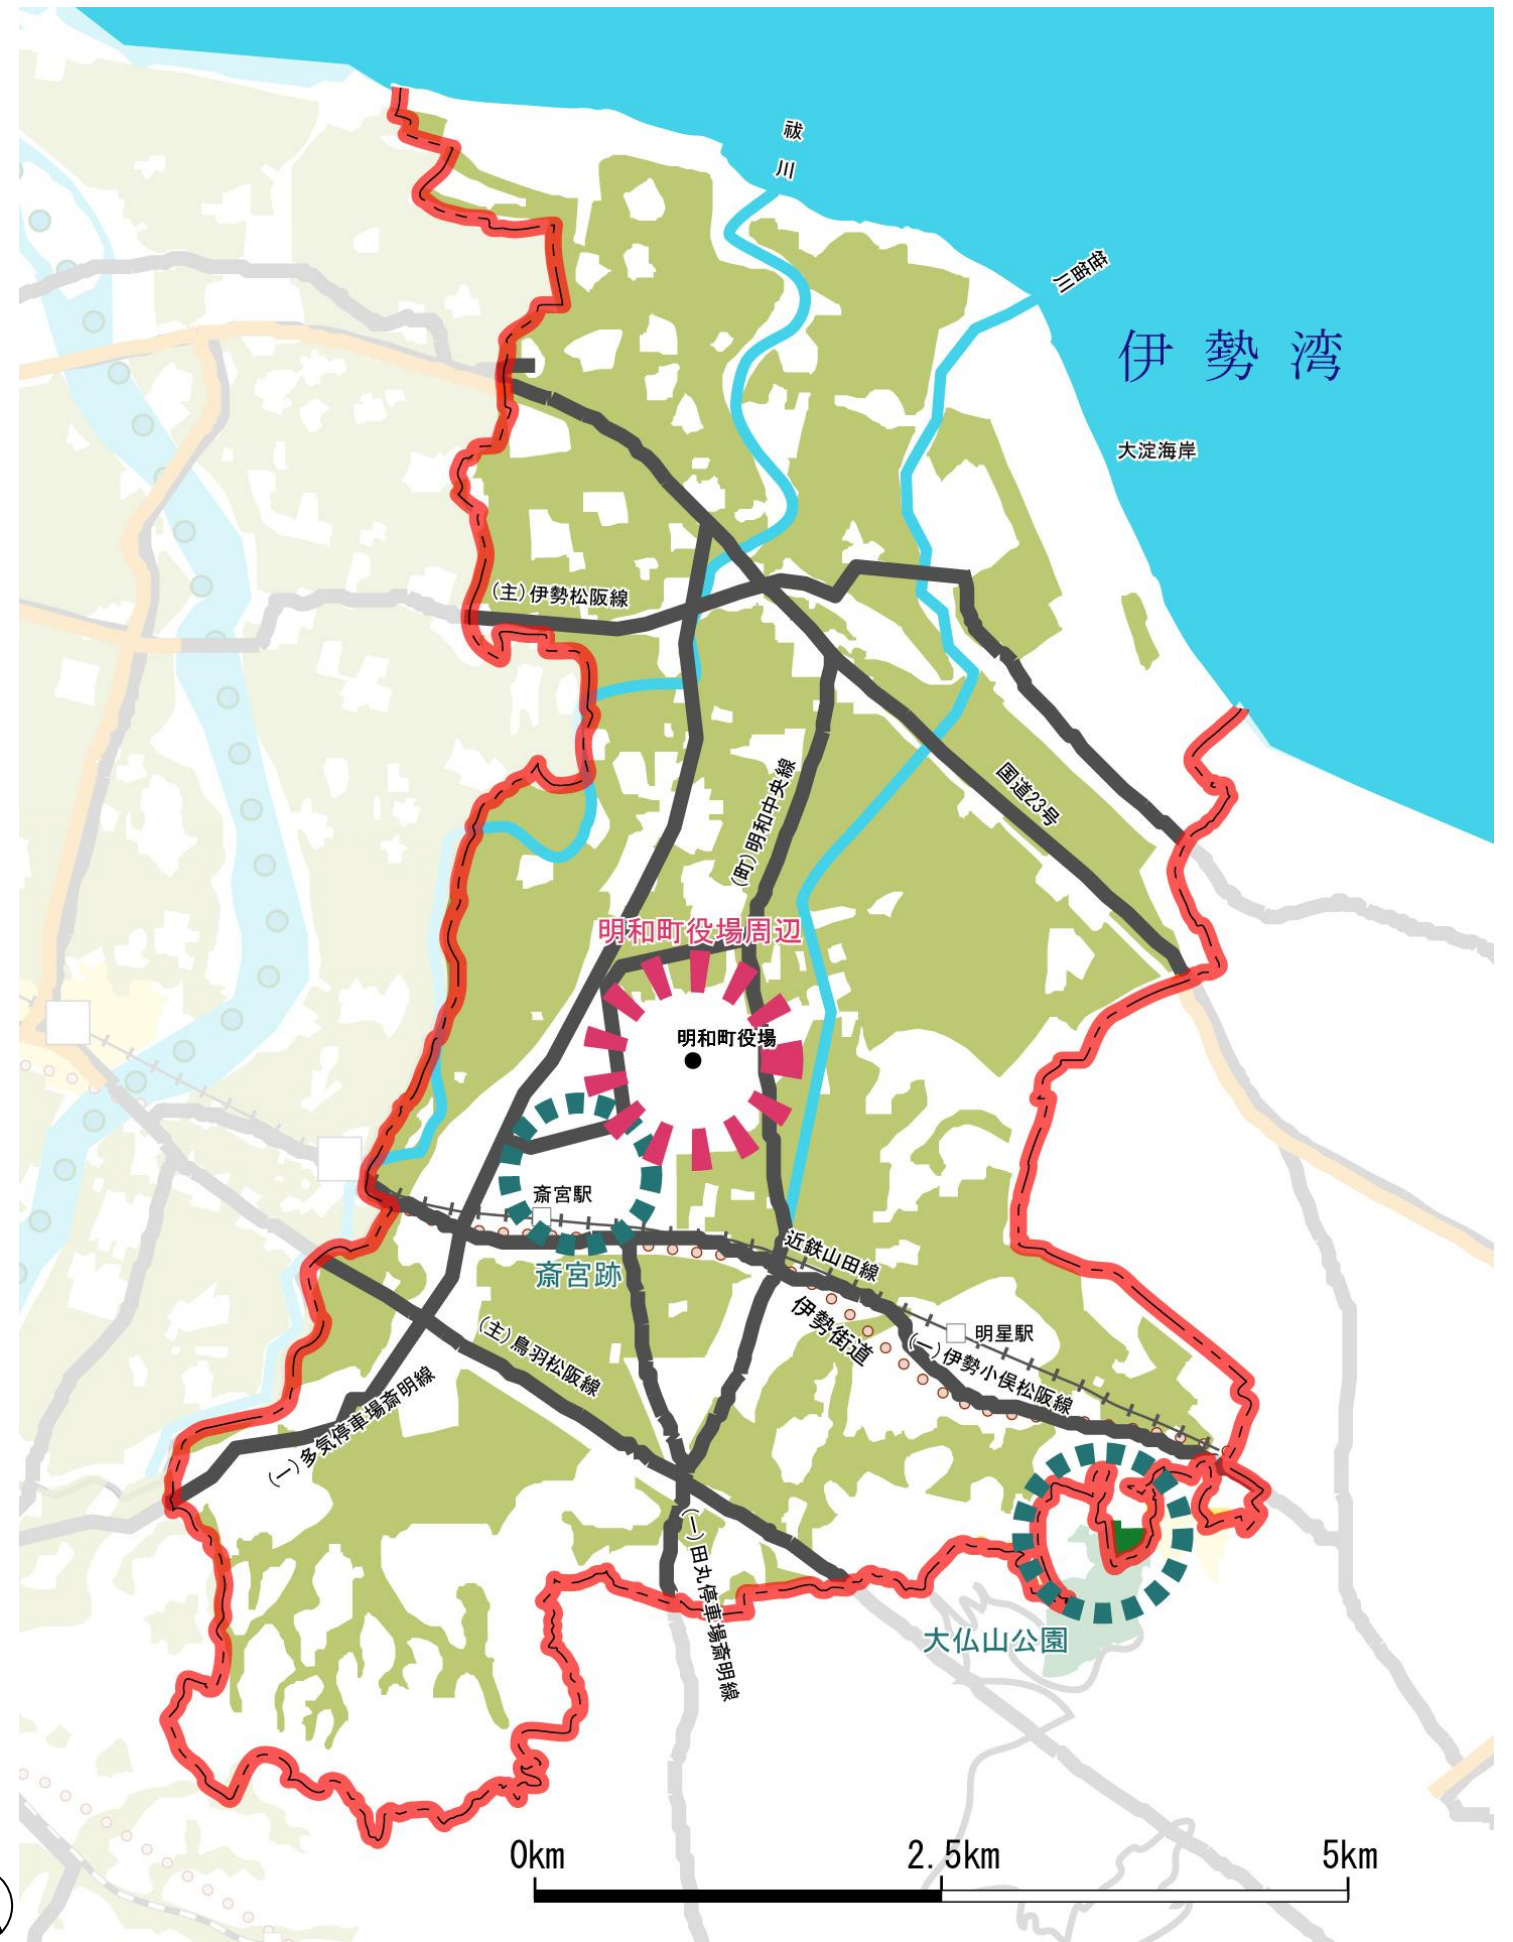 祓川
笹笛川
伊勢湾
大淀海岸
(主)伊勢松阪線
国道23号
(町)明和中央線
明和町役場周辺
明和町役場
斎宮駅
近鉄山田線
斎宮跡
伊勢街道
明星駅
(主)鳥羽松阪線
(一)伊勢小俣松阪線
(一)多気停車場斎明線
(一)田丸停車場斎明線
大仏山公園
0km 2.5km 5km